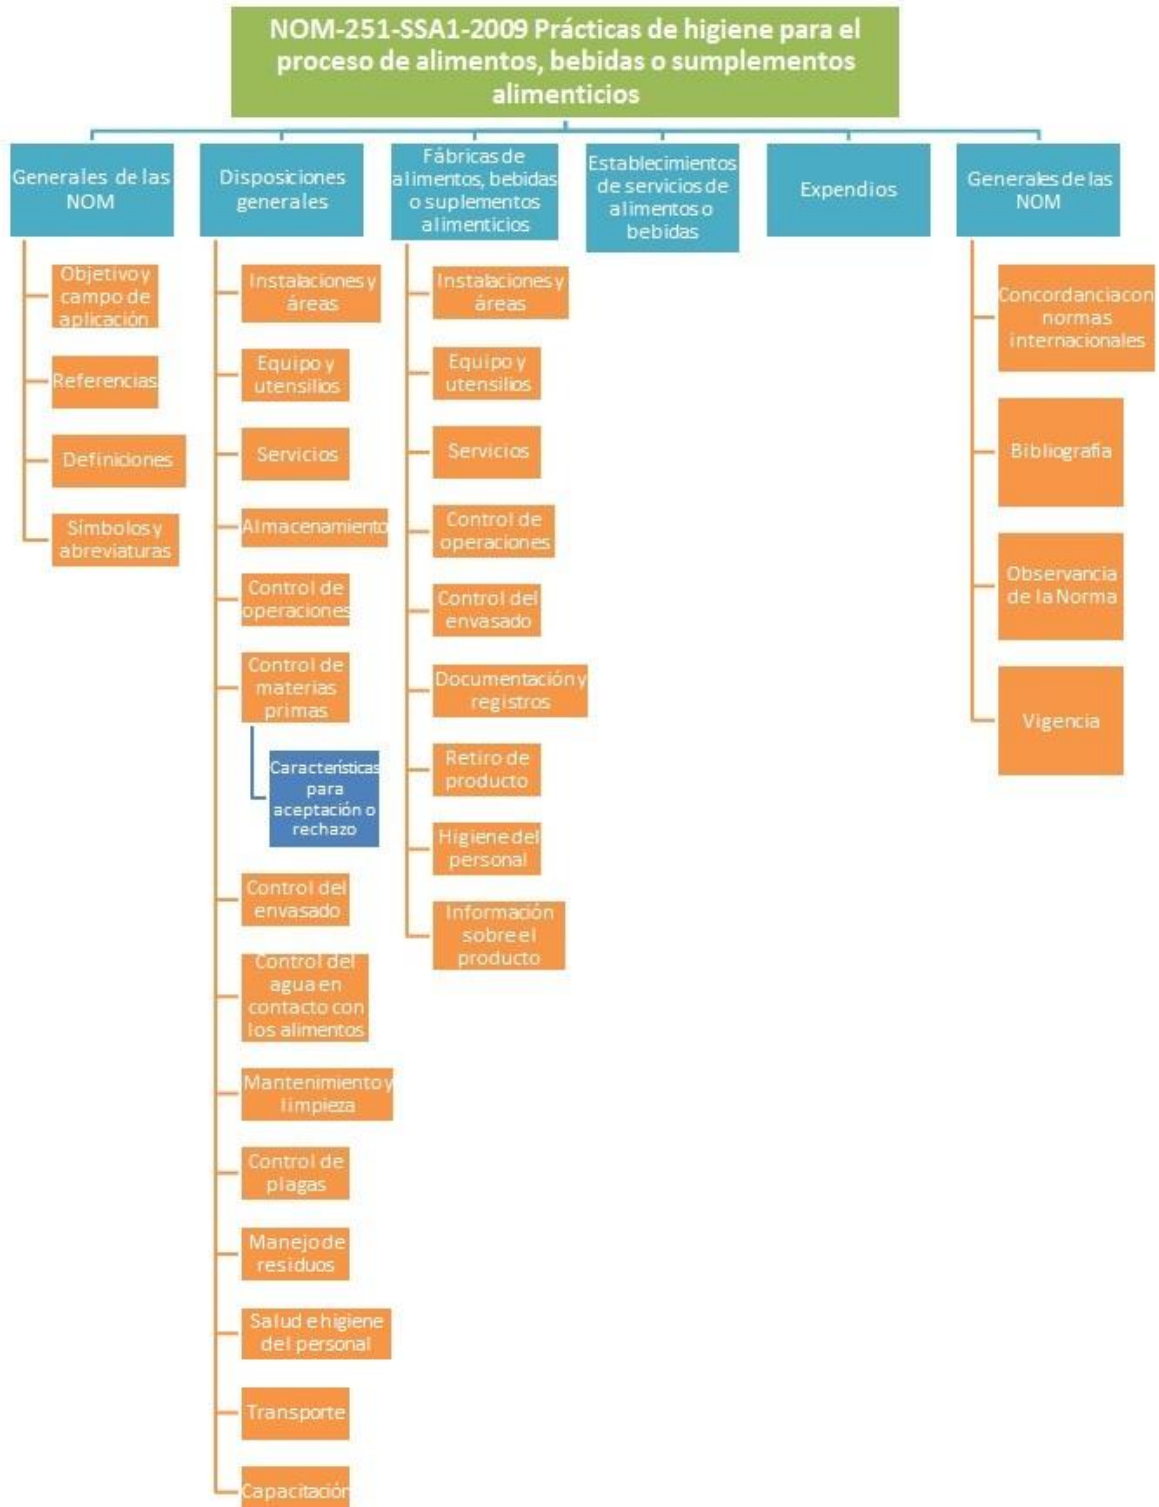 NOM-251-SSA1-2009 Prácticas de higiene para el
proceso de alimentos, bebidas o sumplementos
alimenticios
Generales de las
NOM
Objetivo y
campo de
aplicación
Referencias
Definiciones
Símbolos y
abreviaturas
Disposiciones
generales
Instalaciones y
áreas
Equipo y
utensilios
Servicios
Almacenamiento
Control de
operaciones
Control de
materias
primas
Características
para
aceptación o
rechazo
Control del
envasado
Control del
agua en
contacto con
los alimentos
Mantenimiento y
limpieza
Control de
plagas
Manejo de
residuos
Salud e higiene
del personal
Transporte
Capacitación
Fábricas de
alimentos, bebidas
o suplementos
alimenticios
Instalaciones y
áreas
Equipo y
utensilios
Servicios
Control de
operaciones
Control del
envasado
Documentación y
registros
Retiro de
producto
Higiene del
personal
Información
sobre el
producto
Establecimientos
de servicios de
alimentos o
bebidas
Expendios
Generales de las
NOM
Concordancia con
normas
internacionales
Bibliografía
Observancia
de la Norma
Vigencia